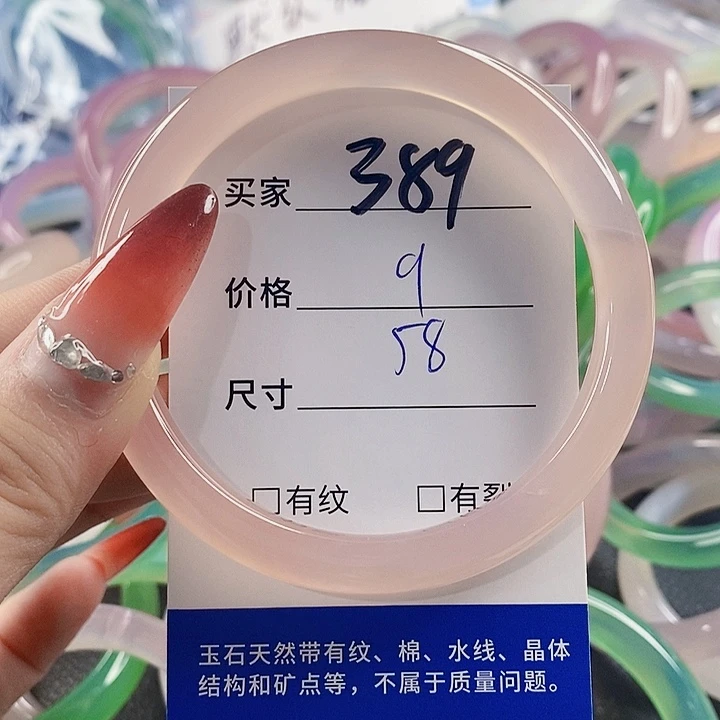 买家 389
价格 9
58
尺寸
□有纹 □有裂
玉石天然带有纹、棉、水线、晶体
结构和矿点等，不属于质量问题。